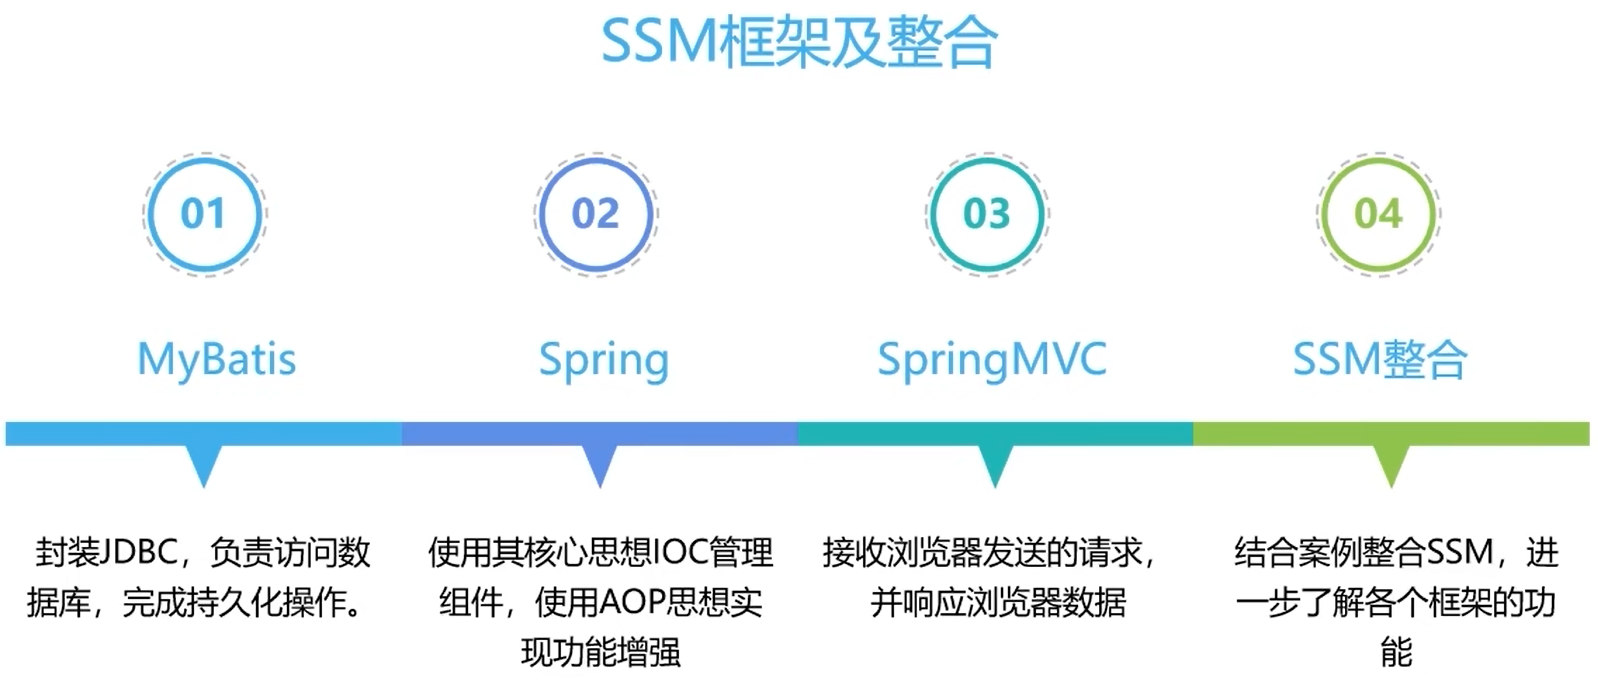 SSM框架及整合
01
02
03
04
MyBatis
Spring
SpringMVC
SSM整合
封装JDBC，负责访问数
据库，完成持久化操作。
使用其核心思想IOC管理
组件，使用AOP思想实
现功能增强
接收浏览器发送的请求，
并响应浏览器数据
结合案例整合SSM，进
一步了解各个框架的功
能